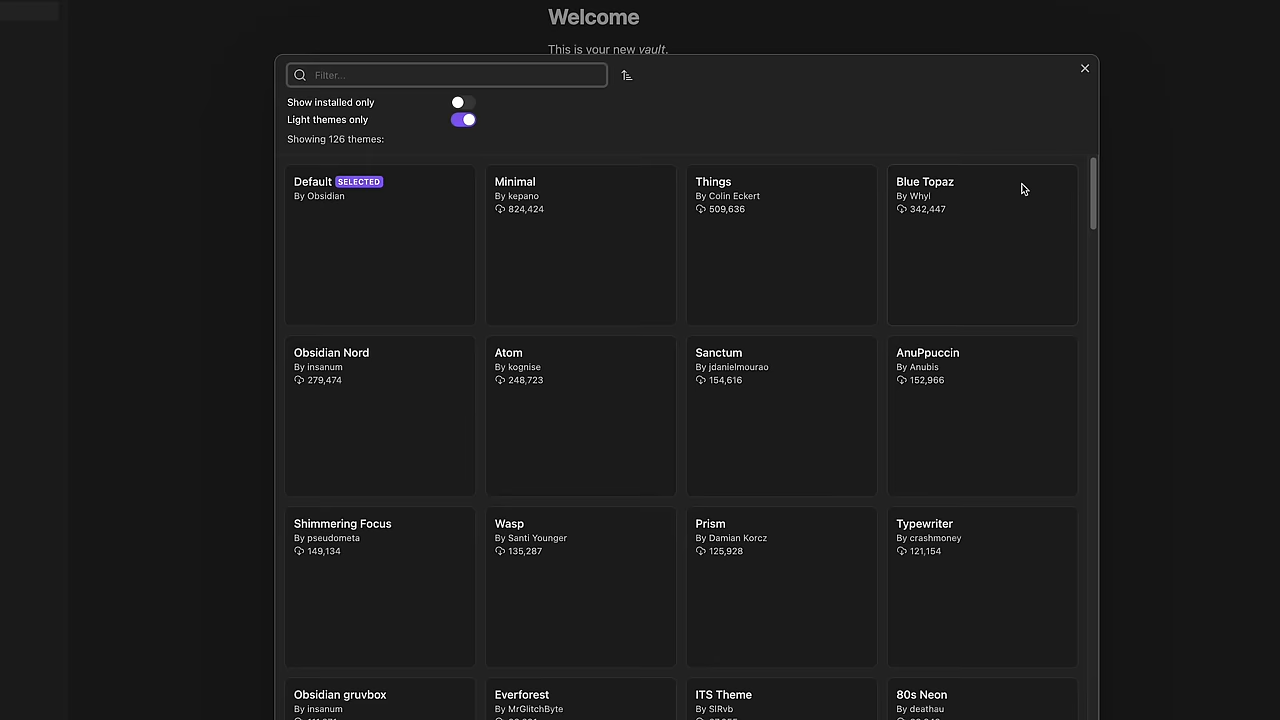 Welcome
This is your new vault.
Filter...
Show installed only
Light themes only
Showing 126 themes:
Default SELECTED
By Obsidian
Minimal
By kepano
824,424
Things
By Colin Eckert
509,636
Blue Topaz
By Whyl
342,447
Obsidian Nord
By insanum
279,474
Atom
By kognise
248,723
Sanctum
By jdanielmourao
154,616
AnuPpuccin
By Anubis
152,966
Shimmering Focus
By pseudometa
149,134
Wasp
By Santi Younger
135,287
Prism
By Damian Korcz
125,928
Typewriter
By crashmoney
121,154
Obsidian gruvbox
By insanum
Everforest
By MrGlitchByte
ITS Theme
By SIRvb
80s Neon
By deathau